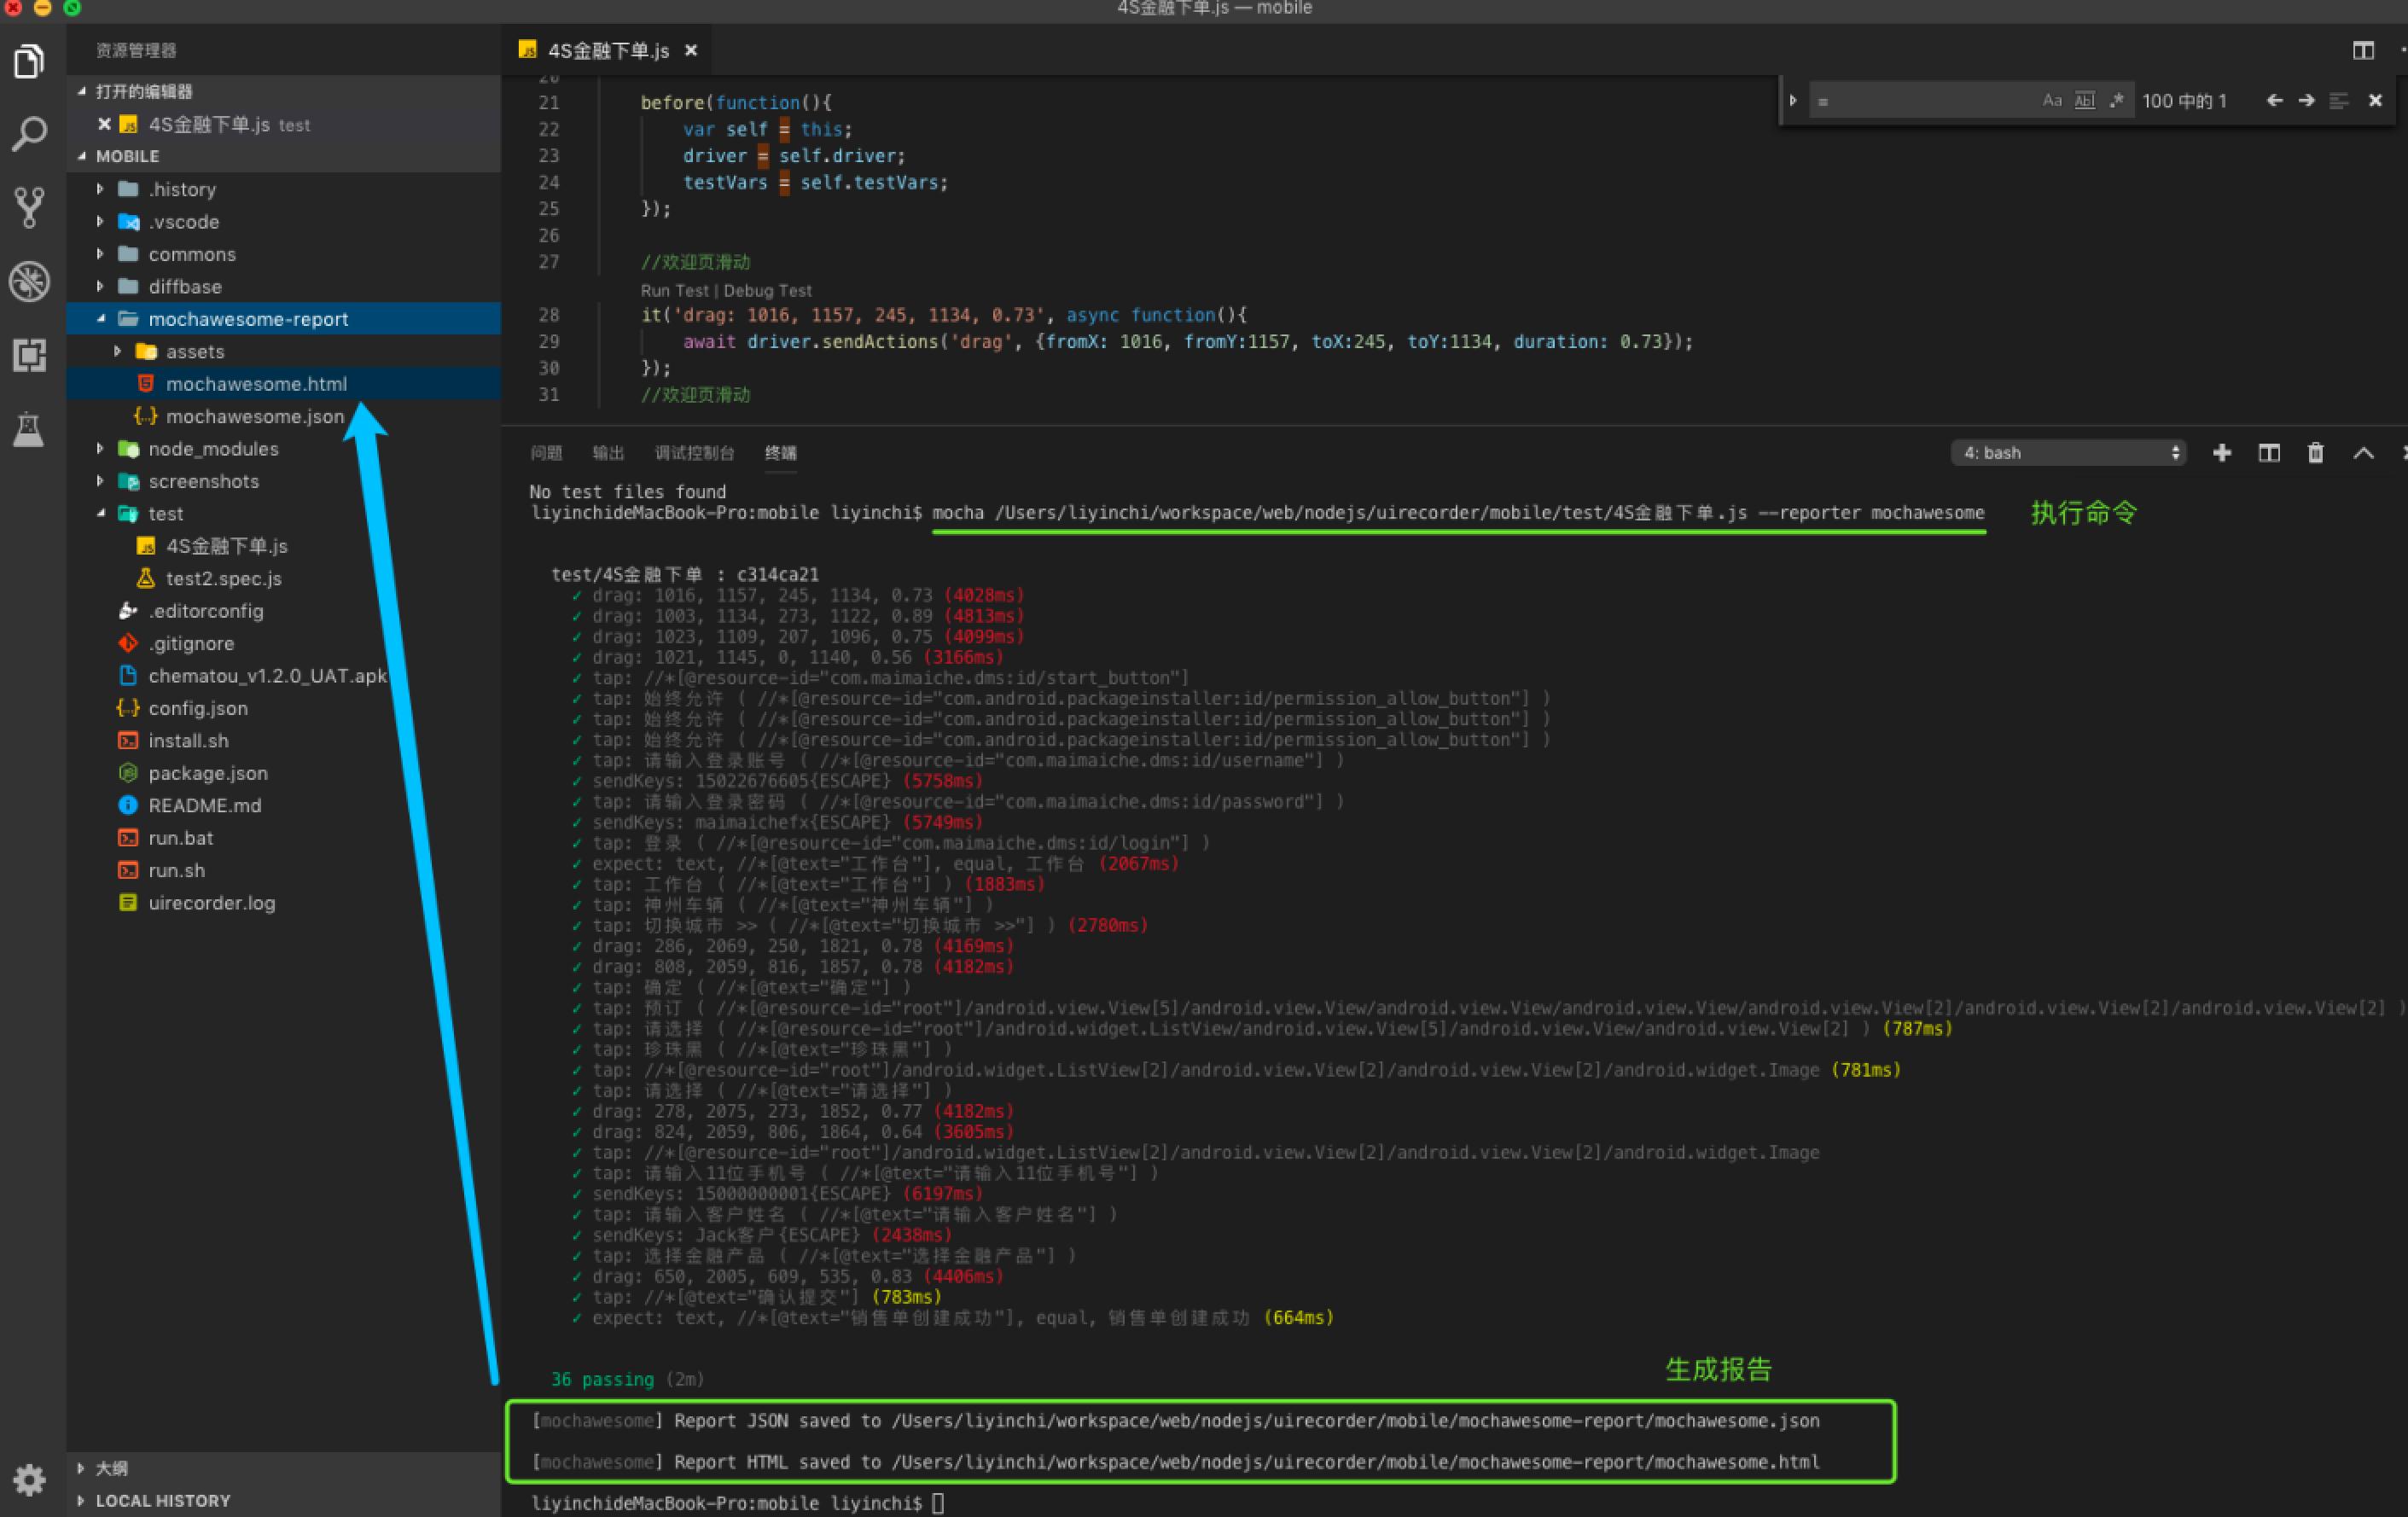 4S金融下单.js — mobile
资源管理器
打开的编辑器
4S金融下单.js test
MOBILE
.history
.vscode
commons
diffbase
mochawesome-report
assets
mochawesome.html
mochawesome.json
node_modules
screenshots
test
4S金融下单.js
test2.spec.js
.editorconfig
.gitignore
chematou_v1.2.0_UAT.apk
config.json
install.sh
package.json
README.md
run.bat
run.sh
uirecorder.log
大纲
LOCAL HISTORY
4S金融下单.js
= Aa Abl .* 100 中的 1
20
21 before(function(){
22 var self = this;
23 driver = self.driver;
24 testVars = self.testVars;
25 });
26
27 //欢迎页滑动
Run Test | Debug Test
28 it('drag: 1016, 1157, 245, 1134, 0.73', async function(){
29 await driver.sendActions('drag', {fromX: 1016, fromY:1157, toX:245, toY:1134, duration: 0.73});
30 });
31 //欢迎页滑动
问题 输出 调试控制台 终端 4: bash
No test files found
liyinchideMacBook-Pro:mobile liyinchi$ mocha /Users/liyinchi/workspace/web/nodejs/uirecorder/mobile/test/4S金融下单.js --reporter mochawesome 执行命令
test/4S金融下单 : c314ca21
✓ drag: 1016, 1157, 245, 1134, 0.73 (4028ms)
✓ drag: 1003, 1134, 273, 1122, 0.89 (4813ms)
✓ drag: 1023, 1109, 207, 1096, 0.75 (4099ms)
✓ drag: 1021, 1145, 0, 1140, 0.56 (3166ms)
✓ tap: //*[@resource-id="com.maimaiche.dms:id/start_button"]
✓ tap: 始终允许 ( //*[@resource-id="com.android.packageinstaller:id/permission_allow_button"] )
✓ tap: 始终允许 ( //*[@resource-id="com.android.packageinstaller:id/permission_allow_button"] )
✓ tap: 始终允许 ( //*[@resource-id="com.android.packageinstaller:id/permission_allow_button"] )
✓ tap: 请输入登录账号 ( //*[@resource-id="com.maimaiche.dms:id/username"] )
✓ sendKeys: 15022676605{ESCAPE} (5758ms)
✓ tap: 请输入登录密码 ( //*[@resource-id="com.maimaiche.dms:id/password"] )
✓ sendKeys: maimaichefx{ESCAPE} (5749ms)
✓ tap: 登录 ( //*[@resource-id="com.maimaiche.dms:id/login"] )
✓ expect: text, //*[@text="工作台"], equal, 工作台 (2067ms)
✓ tap: 工作台 ( //*[@text="工作台"] ) (1883ms)
✓ tap: 神州车辆 ( //*[@text="神州车辆"] )
✓ tap: 切换城市 >> ( //*[@text="切换城市 >>"] ) (2780ms)
✓ drag: 286, 2069, 250, 1821, 0.78 (4169ms)
✓ drag: 808, 2059, 816, 1857, 0.78 (4182ms)
✓ tap: 确定 ( //*[@text="确定"] )
✓ tap: 预订 ( //*[@resource-id="root"]/android.view.View[5]/android.view.View/android.view.View/android.view.View/android.view.View[2]/android.view.View[2]/android.view.View[2] )
✓ tap: 请选择 ( //*[@resource-id="root"]/android.widget.ListView/android.view.View[5]/android.view.View/android.view.View[2] ) (787ms)
✓ tap: 珍珠黑 ( //*[@text="珍珠黑"] )
✓ tap: //*[@resource-id="root"]/android.widget.ListView[2]/android.view.View[2]/android.view.View[2]/android.widget.Image (781ms)
✓ tap: 请选择 ( //*[@text="请选择"] )
✓ drag: 278, 2075, 273, 1852, 0.77 (4182ms)
✓ drag: 824, 2059, 806, 1864, 0.64 (3605ms)
✓ tap: //*[@resource-id="root"]/android.widget.ListView[2]/android.view.View[2]/android.view.View[2]/android.widget.Image
✓ tap: 请输入11位手机号 ( //*[@text="请输入11位手机号"] )
✓ sendKeys: 15000000001{ESCAPE} (6197ms)
✓ tap: 请输入客户姓名 ( //*[@text="请输入客户姓名"] )
✓ sendKeys: Jack客户{ESCAPE} (2438ms)
✓ tap: 选择金融产品 ( //*[@text="选择金融产品"] )
✓ drag: 650, 2005, 609, 535, 0.83 (4406ms)
✓ tap: //*[@text="确认提交"] (783ms)
✓ expect: text, //*[@text="销售单创建成功"], equal, 销售单创建成功 (664ms)
36 passing (2m)
生成报告
[mochawesome] Report JSON saved to /Users/liyinchi/workspace/web/nodejs/uirecorder/mobile/mochawesome-report/mochawesome.json
[mochawesome] Report HTML saved to /Users/liyinchi/workspace/web/nodejs/uirecorder/mobile/mochawesome-report/mochawesome.html
liyinchideMacBook-Pro:mobile liyinchi$